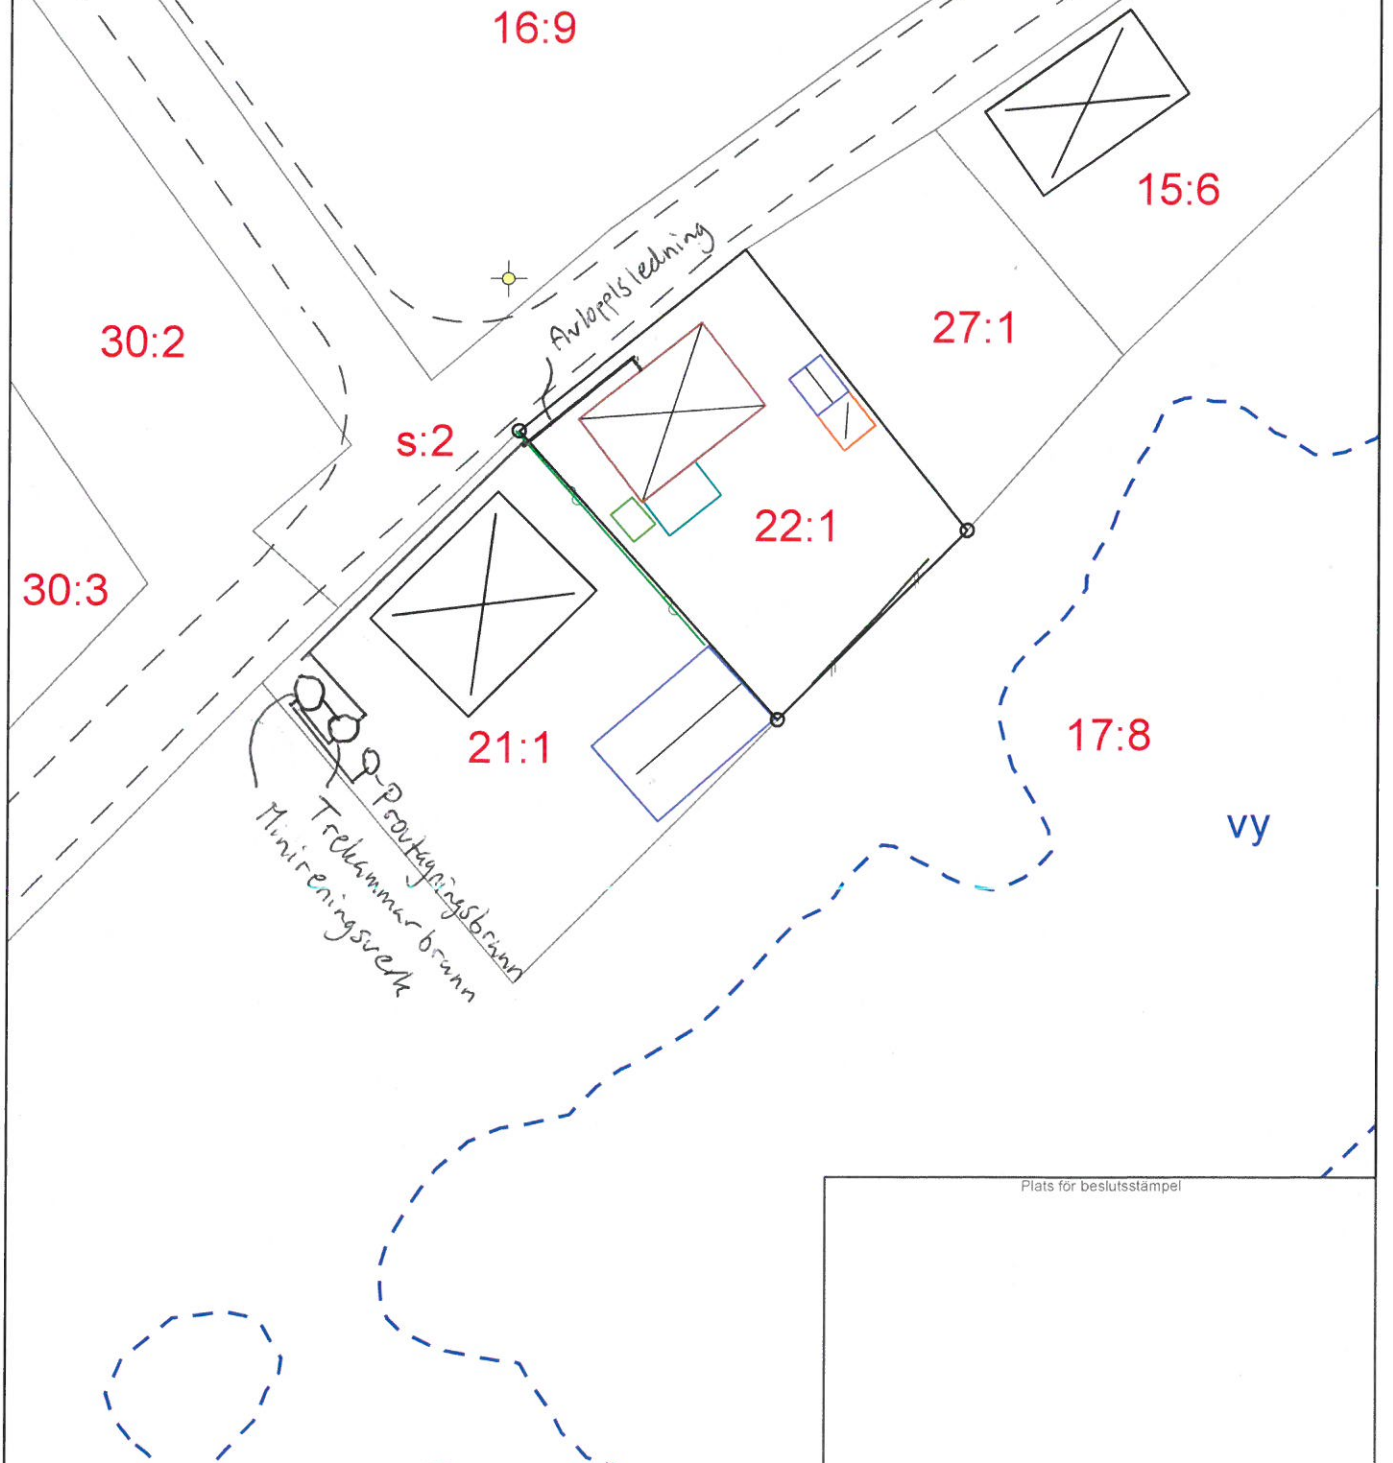 16:9
15:6
Avloppsledning
30:2
27:1
s:2
22:1
30:3
17:8
21:1
vy
Provtagningsbrunn
Trekammarbrunn
Minireningsverk
Plats för beslutsstämpel